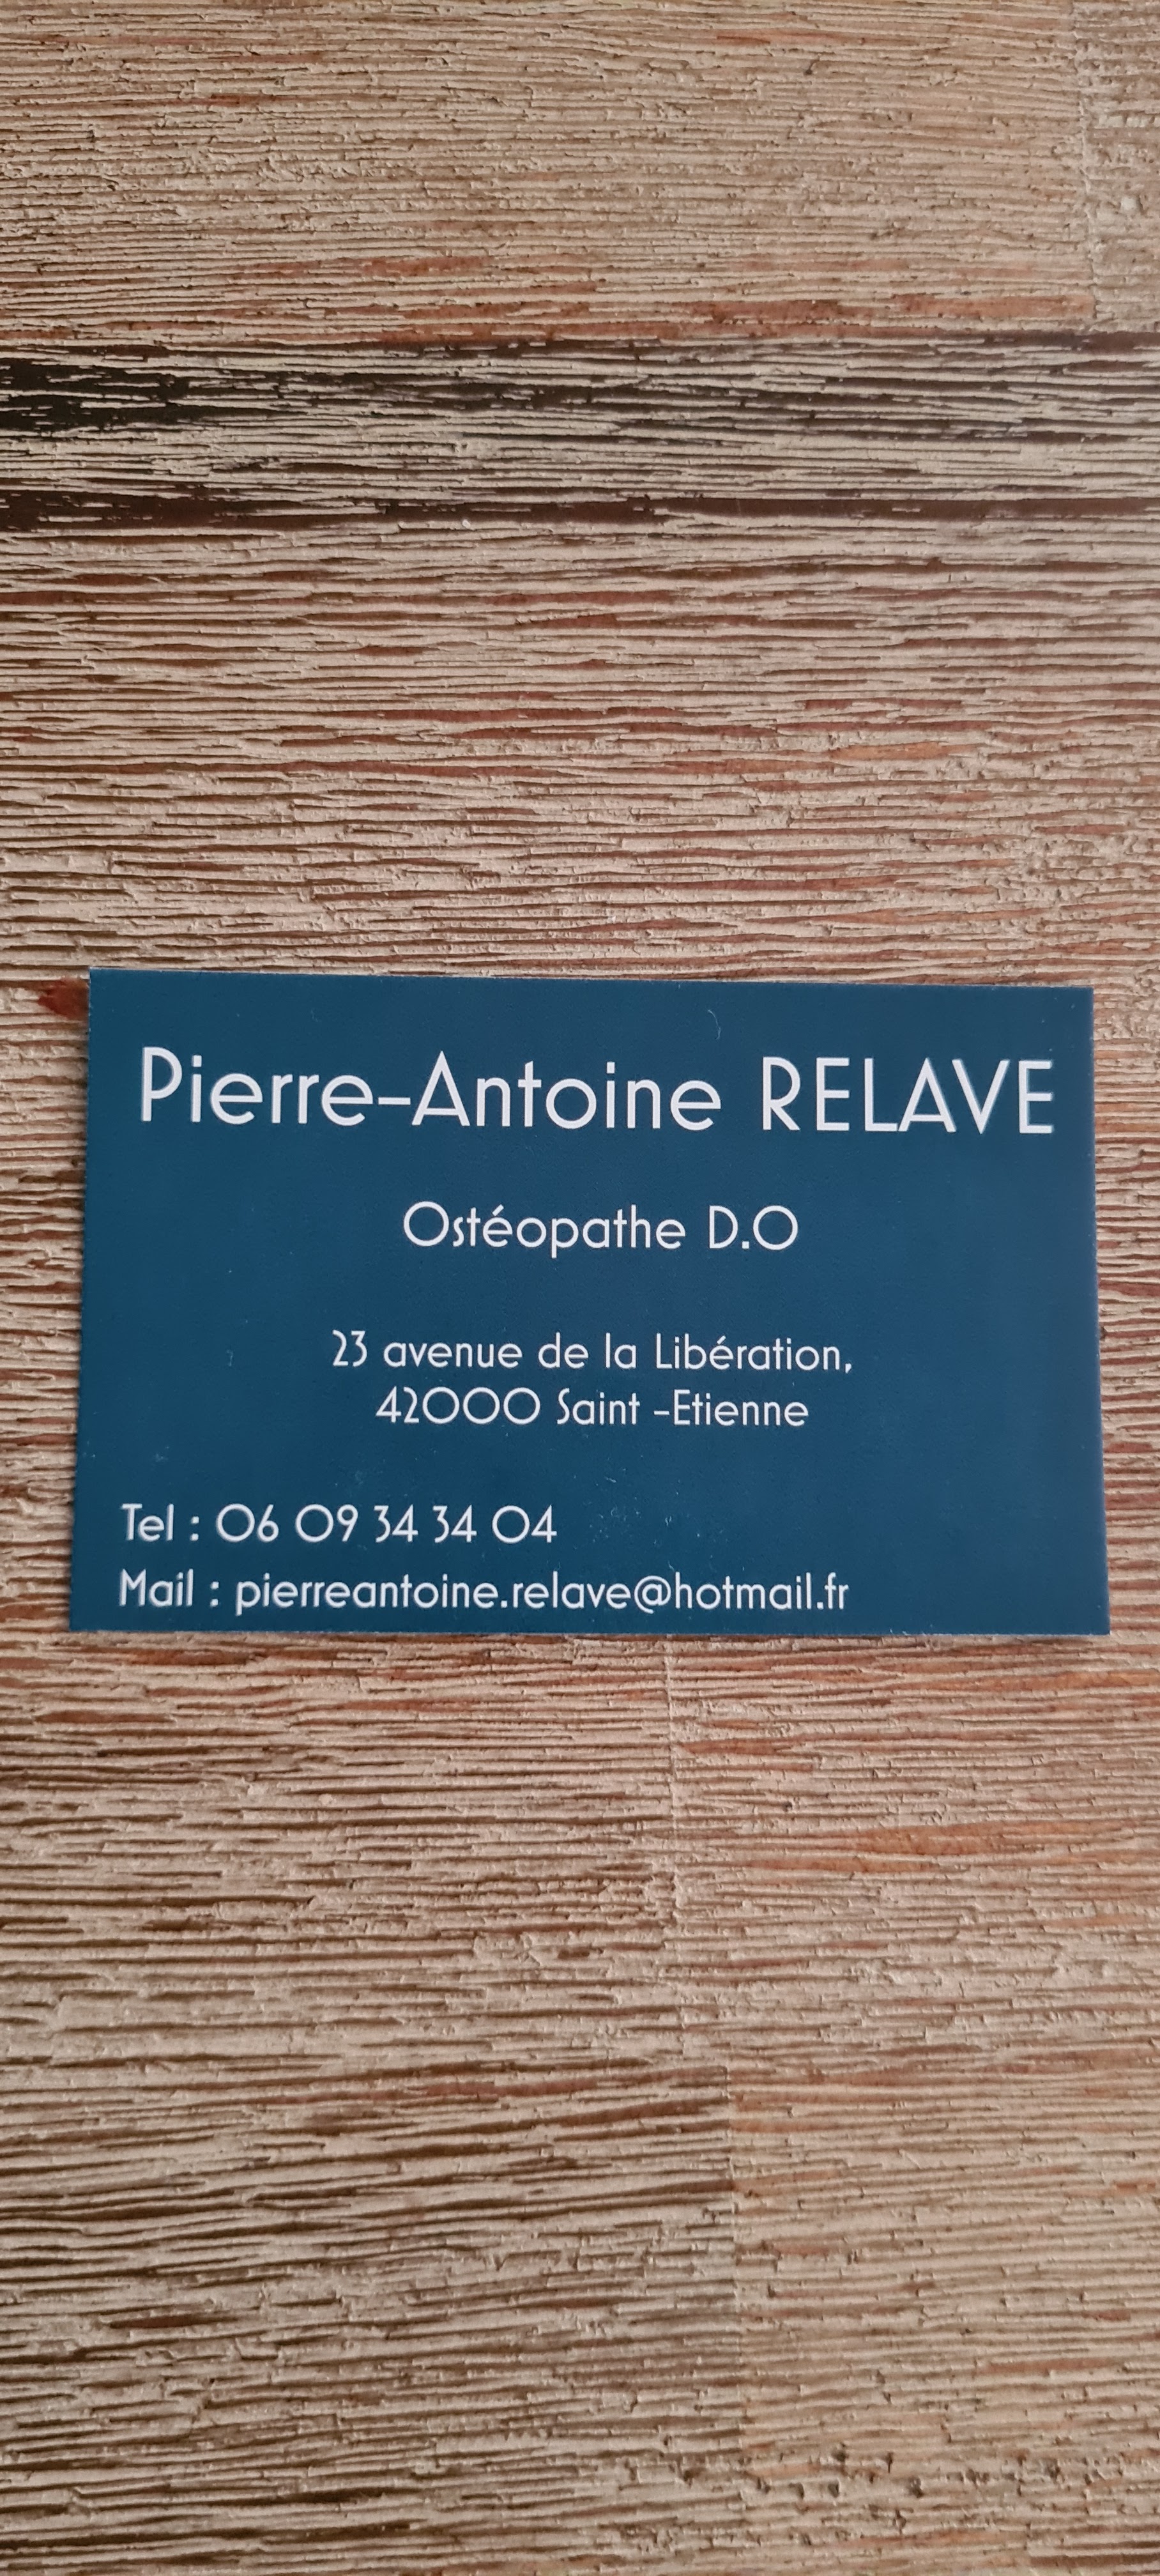 Pierre-Antoine RELAVE
Ostéopathe D.O
23 avenue de la Libération,
42000 Saint -Etienne
Tel : 06 09 34 34 04
Mail : pierreantoine.relave@hotmail.fr